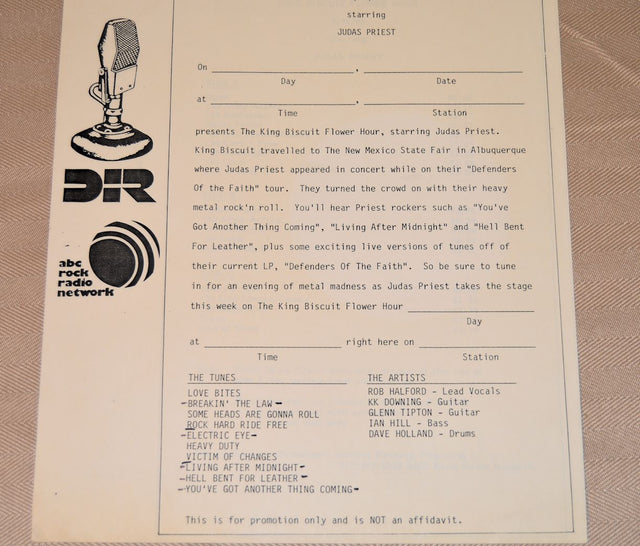 starring
JUDAS PRIEST
On ,
Day Date
at ,
Time Station
presents The King Biscuit Flower Hour, starring Judas Priest.
King Biscuit travelled to The New Mexico State Fair in Albuquerque
where Judas Priest appeared in concert while on their "Defenders
Of the Faith" tour. They turned the crowd on with their heavy
metal rock'n roll. You'll hear Priest rockers such as "You've
Got Another Thing Coming", "Living After Midnight" and "Hell Bent
For Leather", plus some exciting live versions of tunes off of
their current LP, "Defenders Of The Faith". So be sure to tune
in for an evening of metal madness as Judas Priest takes the stage
this week on The King Biscuit Flower Hour
Day
at right here on
Time Station
THE TUNES
LOVE BITES
-BREAKIN' THE LAW-
SOME HEADS ARE GONNA ROLL
ROCK HARD RIDE FREE
-ELECTRIC EYE-
HEAVY DUTY
VICTIM OF CHANGES
-LIVING AFTER MIDNIGHT-
-HELL BENT FOR LEATHER-
-YOU'VE GOT ANOTHER THING COMING-
THE ARTISTS
ROB HALFORD - Lead Vocals
KK DOWNING - Guitar
GLENN TIPTON - Guitar
IAN HILL - Bass
DAVE HOLLAND - Drums
This is for promotion only and is NOT an affidavit.
DIR
abc
rock
radio
network